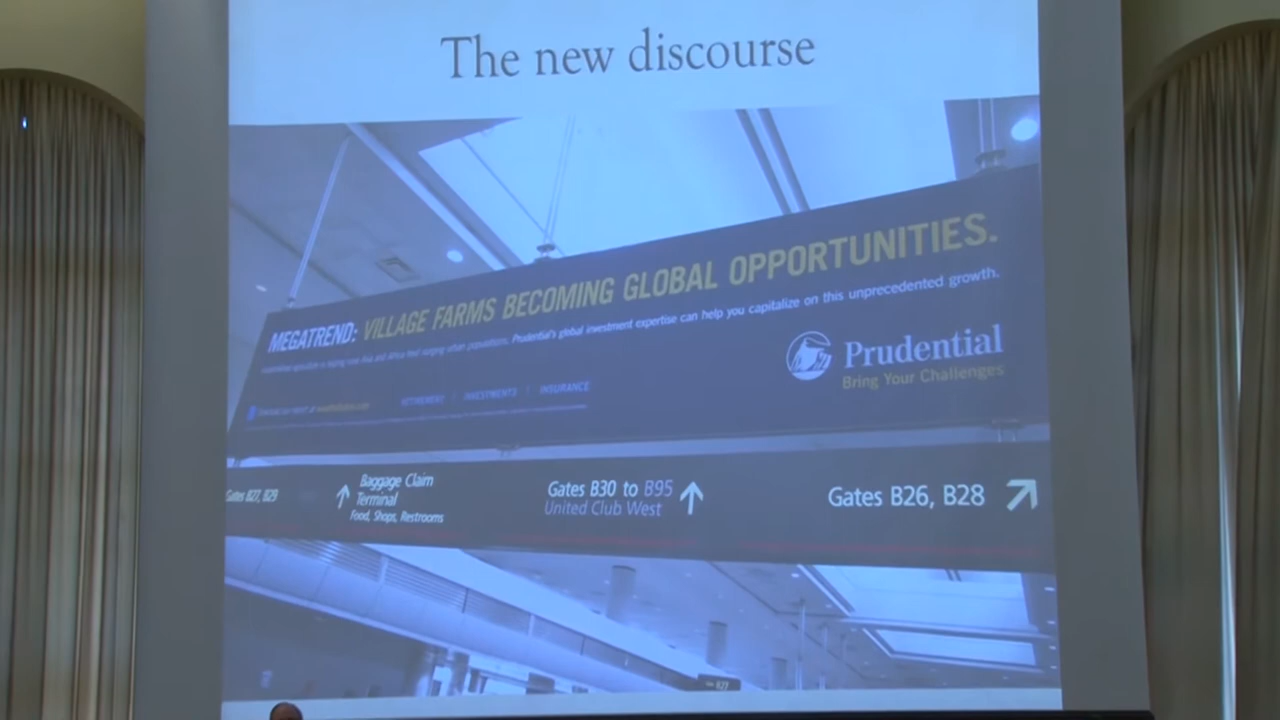 The new discourse
MEGATREND: VILLAGE FARMS BECOMING GLOBAL OPPORTUNITIES.
Prudential's global investment expertise can help you capitalize on this unprecedented growth.
Prudential
Bring Your Challenges
RETIREMENT | INVESTMENTS | INSURANCE
Gates B27, B29
Baggage Claim
Terminal
Food, Shops, Restrooms
Gates B30 to B95
United Club West
Gates B26, B28